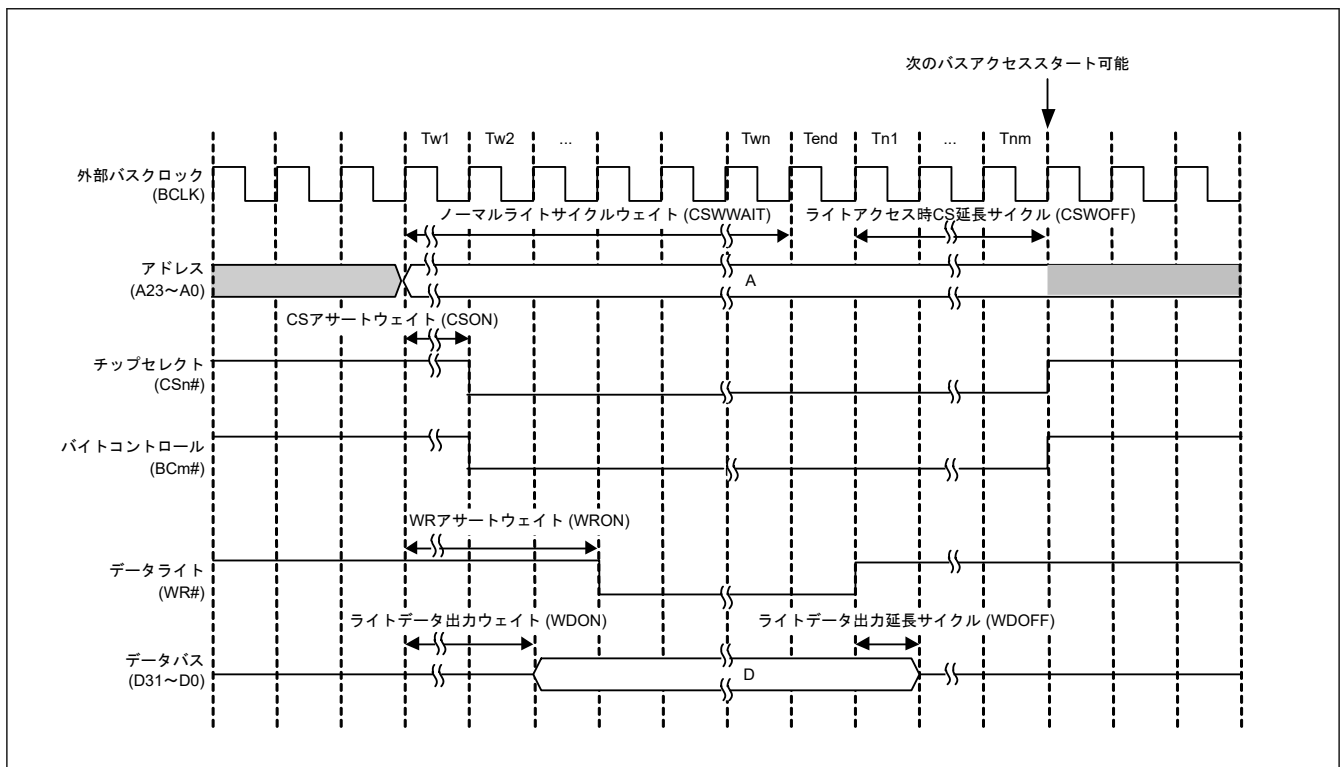 次のバスアクセススタート可能
Tw1 Tw2 ... Twn Tend Tn1 ... Tnm
外部バスクロック
(BCLK)
ノーマルライトサイクルウェイト (CSWWAIT)
ライトアクセス時CS延長サイクル (CSWOFF)
アドレス
(A23～A0)
A
CSアサートウェイト (CSON)
チップセレクト
(CSn#)
バイトコントロール
(BCm#)
WRアサートウェイト (WRON)
データライト
(WR#)
ライトデータ出力ウェイト (WDON)
ライトデータ出力延長サイクル (WDOFF)
データバス
(D31～D0)
D